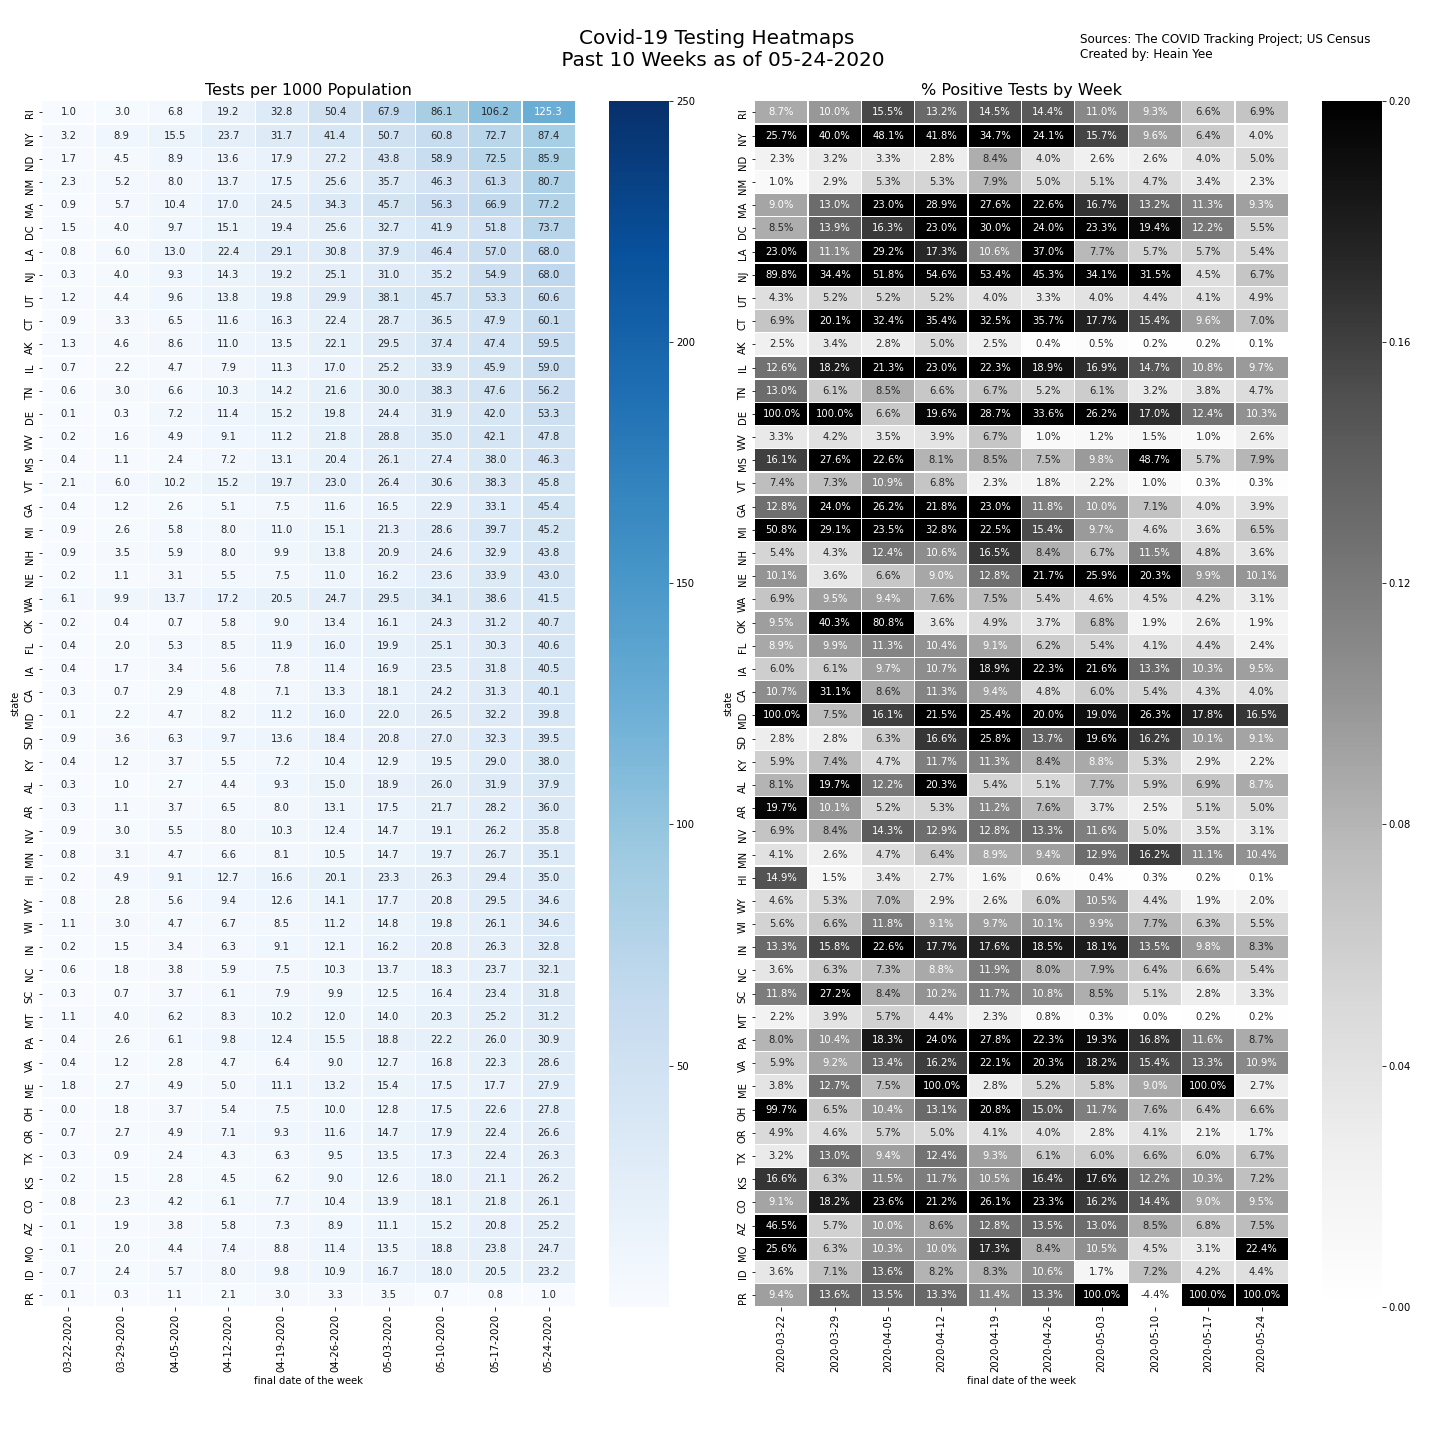 Covid-19 Testing Heatmaps
Past 10 Weeks as of 05-24-2020
Sources: The COVID Tracking Project; US Census
Created by: Heain Yee
Tests per 1000 Population
state
RI 1.0 3.0 6.8 19.2 32.8 50.4 67.9 86.1 106.2 125.3
NY 3.2 8.9 15.5 23.7 31.7 41.4 50.7 60.8 72.7 87.4
ND 1.7 4.5 8.9 13.6 17.9 27.2 43.8 58.9 72.5 85.9
NM 2.3 5.2 8.0 13.7 17.5 25.6 35.7 46.3 61.3 80.7
MA 0.9 5.7 10.4 17.0 24.5 34.3 45.7 56.3 66.9 77.2
DC 1.5 4.0 9.7 15.1 19.4 25.6 32.7 41.9 51.8 73.7
LA 0.8 6.0 13.0 22.4 29.1 30.8 37.9 46.4 57.0 68.0
NJ 0.3 4.0 9.3 14.3 19.2 25.1 31.0 35.2 54.9 68.0
UT 1.2 4.4 9.6 13.8 19.8 29.9 38.1 45.7 53.3 60.6
CT 0.9 3.3 6.5 11.6 16.3 22.4 28.7 36.5 47.9 60.1
AK 1.3 4.6 8.6 11.0 13.5 22.1 29.5 37.4 47.4 59.5
IL 0.7 2.2 4.7 7.9 11.3 17.0 25.2 33.9 45.9 59.0
TN 0.6 3.0 6.6 10.3 14.2 21.6 30.0 38.3 47.6 56.2
DE 0.1 0.3 7.2 11.4 15.2 19.8 24.4 31.9 42.0 53.3
WV 0.2 1.6 4.9 9.1 11.2 21.8 28.8 35.0 42.1 47.8
MS 0.4 1.1 2.4 7.2 13.1 20.4 26.1 27.4 38.0 46.3
VT 2.1 6.0 10.2 15.2 19.7 23.0 26.4 30.6 38.3 45.8
GA 0.4 1.2 2.6 5.1 7.5 11.6 16.5 22.9 33.1 45.4
MI 0.9 2.6 5.8 8.0 11.0 15.1 21.3 28.6 39.7 45.2
NH 0.9 3.5 5.9 8.0 9.9 13.8 20.9 24.6 32.9 43.8
NE 0.2 1.1 3.1 5.5 7.5 11.0 16.2 23.6 33.9 43.0
WA 6.1 9.9 13.7 17.2 20.5 24.7 29.5 34.1 38.6 41.5
OK 0.2 0.4 0.7 5.8 9.0 13.4 16.1 24.3 31.2 40.7
FL 0.4 2.0 5.3 8.5 11.9 16.0 19.9 25.1 30.3 40.6
IA 0.4 1.7 3.4 5.6 7.8 11.4 16.9 23.5 31.8 40.5
CA 0.3 0.7 2.9 4.8 7.1 13.3 18.1 24.2 31.3 40.1
MD 0.1 2.2 4.7 8.2 11.2 16.0 22.0 26.5 32.2 39.8
SD 0.9 3.6 6.3 9.7 13.6 18.4 20.8 27.0 32.3 39.5
KY 0.4 1.2 3.7 5.5 7.2 10.4 12.9 19.5 29.0 38.0
AL 0.3 1.0 2.7 4.4 9.3 15.0 18.9 26.0 31.9 37.9
AR 0.3 1.1 3.7 6.5 8.0 13.1 17.5 21.7 28.2 36.0
NV 0.9 3.0 5.5 8.0 10.3 12.4 14.7 19.1 26.2 35.8
MN 0.8 3.1 4.7 6.6 8.1 10.5 14.7 19.7 26.7 35.1
HI 0.2 4.9 9.1 12.7 16.6 20.1 23.3 26.3 29.4 35.0
WY 0.8 2.8 5.6 9.4 12.6 14.1 17.7 20.8 29.5 34.6
WI 1.1 3.0 4.7 6.7 8.5 11.2 14.8 19.8 26.1 34.6
IN 0.2 1.5 3.4 6.3 9.1 12.1 16.2 20.8 26.3 32.8
NC 0.6 1.8 3.8 5.9 7.5 10.3 13.7 18.3 23.7 32.1
SC 0.3 0.7 3.7 6.1 7.9 9.9 12.5 16.4 23.4 31.8
MT 1.1 4.0 6.2 8.3 10.2 12.0 14.0 20.3 25.2 31.2
PA 0.4 2.6 6.1 9.8 12.4 15.5 18.8 22.2 26.0 30.9
VA 0.4 1.2 2.8 4.7 6.4 9.0 12.7 16.8 22.3 28.6
ME 1.8 2.7 4.9 5.0 11.1 13.2 15.4 17.5 17.7 27.9
OH 0.0 1.8 3.7 5.4 7.5 10.0 12.8 17.5 22.6 27.8
OR 0.7 2.7 4.9 7.1 9.3 11.6 14.7 17.9 22.4 26.6
TX 0.3 0.9 2.4 4.3 6.3 9.5 13.5 17.3 22.4 26.3
KS 0.2 1.5 2.8 4.5 6.2 9.0 12.6 18.0 21.1 26.2
CO 0.8 2.3 4.2 6.1 7.7 10.4 13.9 18.1 21.8 26.1
AZ 0.1 1.9 3.8 5.8 7.3 8.9 11.1 15.2 20.8 25.2
MO 0.1 2.0 4.4 7.4 8.8 11.4 13.5 18.8 23.8 24.7
ID 0.7 2.4 5.7 8.0 9.8 10.9 16.7 18.0 20.5 23.2
PR 0.1 0.3 1.1 2.1 3.0 3.3 3.5 0.7 0.8 1.0
03-22-2020 03-29-2020 04-05-2020 04-12-2020 04-19-2020 04-26-2020 05-03-2020 05-10-2020 05-17-2020 05-24-2020
final date of the week
250
200
150
100
50
% Positive Tests by Week
state
RI 8.7% 10.0% 15.5% 13.2% 14.5% 14.4% 11.0% 9.3% 6.6% 6.9%
NY 25.7% 40.0% 48.1% 41.8% 34.7% 24.1% 15.7% 9.6% 6.4% 4.0%
ND 2.3% 3.2% 3.3% 2.8% 8.4% 4.0% 2.6% 2.6% 4.0% 5.0%
NM 1.0% 2.9% 5.3% 5.3% 7.9% 5.0% 5.1% 4.7% 3.4% 2.3%
MA 9.0% 13.0% 23.0% 28.9% 27.6% 22.6% 16.7% 13.2% 11.3% 9.3%
DC 8.5% 13.9% 16.3% 23.0% 30.0% 24.0% 23.3% 19.4% 12.2% 5.5%
LA 23.0% 11.1% 29.2% 17.3% 10.6% 37.0% 7.7% 5.7% 5.7% 5.4%
NJ 89.8% 34.4% 51.8% 54.6% 53.4% 45.3% 34.1% 31.5% 4.5% 6.7%
UT 4.3% 5.2% 5.2% 5.2% 4.0% 3.3% 4.0% 4.4% 4.1% 4.9%
CT 6.9% 20.1% 32.4% 35.4% 32.5% 35.7% 17.7% 15.4% 9.6% 7.0%
AK 2.5% 3.4% 2.8% 5.0% 2.5% 0.4% 0.5% 0.2% 0.2% 0.1%
IL 12.6% 18.2% 21.3% 23.0% 22.3% 18.9% 16.9% 14.7% 10.8% 9.7%
TN 13.0% 6.1% 8.5% 6.6% 6.7% 5.2% 6.1% 3.2% 3.8% 4.7%
DE 100.0% 100.0% 6.6% 19.6% 28.7% 33.6% 26.2% 17.0% 12.4% 10.3%
WV 3.3% 4.2% 3.5% 3.9% 6.7% 1.0% 1.2% 1.5% 1.0% 2.6%
MS 16.1% 27.6% 22.6% 8.1% 8.5% 7.5% 9.8% 48.7% 5.7% 7.9%
VT 7.4% 7.3% 10.9% 6.8% 2.3% 1.8% 2.2% 1.0% 0.3% 0.3%
GA 12.8% 24.0% 26.2% 21.8% 23.0% 11.8% 10.0% 7.1% 4.0% 3.9%
MI 50.8% 29.1% 23.5% 32.8% 22.5% 15.4% 9.7% 4.6% 3.6% 6.5%
NH 5.4% 4.3% 12.4% 10.6% 16.5% 8.4% 6.7% 11.5% 4.8% 3.6%
NE 10.1% 3.6% 6.6% 9.0% 12.8% 21.7% 25.9% 20.3% 9.9% 10.1%
WA 6.9% 9.5% 9.4% 7.6% 7.5% 5.4% 4.6% 4.5% 4.2% 3.1%
OK 9.5% 40.3% 80.8% 3.6% 4.9% 3.7% 6.8% 1.9% 2.6% 1.9%
FL 8.9% 9.9% 11.3% 10.4% 9.1% 6.2% 5.4% 4.1% 4.4% 2.4%
IA 6.0% 6.1% 9.7% 10.7% 18.9% 22.3% 21.6% 13.3% 10.3% 9.5%
CA 10.7% 31.1% 8.6% 11.3% 9.4% 4.8% 6.0% 5.4% 4.3% 4.0%
MD 100.0% 7.5% 16.1% 21.5% 25.4% 20.0% 19.0% 26.3% 17.8% 16.5%
SD 2.8% 2.8% 6.3% 16.6% 25.8% 13.7% 19.6% 16.2% 10.1% 9.1%
KY 5.9% 7.4% 4.7% 11.7% 11.3% 8.4% 8.8% 5.3% 2.9% 2.2%
AL 8.1% 19.7% 12.2% 20.3% 5.4% 5.1% 7.7% 5.9% 6.9% 8.7%
AR 19.7% 10.1% 5.2% 5.3% 11.2% 7.6% 3.7% 2.5% 5.1% 5.0%
NV 6.9% 8.4% 14.3% 12.9% 12.8% 13.3% 11.6% 5.0% 3.5% 3.1%
MN 4.1% 2.6% 4.7% 6.4% 8.9% 9.4% 12.9% 16.2% 11.1% 10.4%
HI 14.9% 1.5% 3.4% 2.7% 1.6% 0.6% 0.4% 0.3% 0.2% 0.1%
WY 4.6% 5.3% 7.0% 2.9% 2.6% 6.0% 10.5% 4.4% 1.9% 2.0%
WI 5.6% 6.6% 11.8% 9.1% 9.7% 10.1% 9.9% 7.7% 6.3% 5.5%
IN 13.3% 15.8% 22.6% 17.7% 17.6% 18.5% 18.1% 13.5% 9.8% 8.3%
NC 3.6% 6.3% 7.3% 8.8% 11.9% 8.0% 7.9% 6.4% 6.6% 5.4%
SC 11.8% 27.2% 8.4% 10.2% 11.7% 10.8% 8.5% 5.1% 2.8% 3.3%
MT 2.2% 3.9% 5.7% 4.4% 2.3% 0.8% 0.3% 0.0% 0.2% 0.2%
PA 8.0% 10.4% 18.3% 24.0% 27.8% 22.3% 19.3% 16.8% 11.6% 8.7%
VA 5.9% 9.2% 13.4% 16.2% 22.1% 20.3% 18.2% 15.4% 13.3% 10.9%
ME 3.8% 12.7% 7.5% 100.0% 2.8% 5.2% 5.8% 9.0% 100.0% 2.7%
OH 99.7% 6.5% 10.4% 13.1% 20.8% 15.0% 11.7% 7.6% 6.4% 6.6%
OR 4.9% 4.6% 5.7% 5.0% 4.1% 4.0% 2.8% 4.1% 2.1% 1.7%
TX 3.2% 13.0% 9.4% 12.4% 9.3% 6.1% 6.0% 6.6% 6.0% 6.7%
KS 16.6% 6.3% 11.5% 11.7% 10.5% 16.4% 17.6% 12.2% 10.3% 7.2%
CO 9.1% 18.2% 23.6% 21.2% 26.1% 23.3% 16.2% 14.4% 9.0% 9.5%
AZ 46.5% 5.7% 10.0% 8.6% 12.8% 13.5% 13.0% 8.5% 6.8% 7.5%
MO 25.6% 6.3% 10.3% 10.0% 17.3% 8.4% 10.5% 4.5% 3.1% 22.4%
ID 3.6% 7.1% 13.6% 8.2% 8.3% 10.6% 1.7% 7.2% 4.2% 4.4%
PR 9.4% 13.6% 13.5% 13.3% 11.4% 13.3% 100.0% -4.4% 100.0% 100.0%
2020-03-22 2020-03-29 2020-04-05 2020-04-12 2020-04-19 2020-04-26 2020-05-03 2020-05-10 2020-05-17 2020-05-24
final date of the week
0.20
0.16
0.12
0.08
0.04
0.00